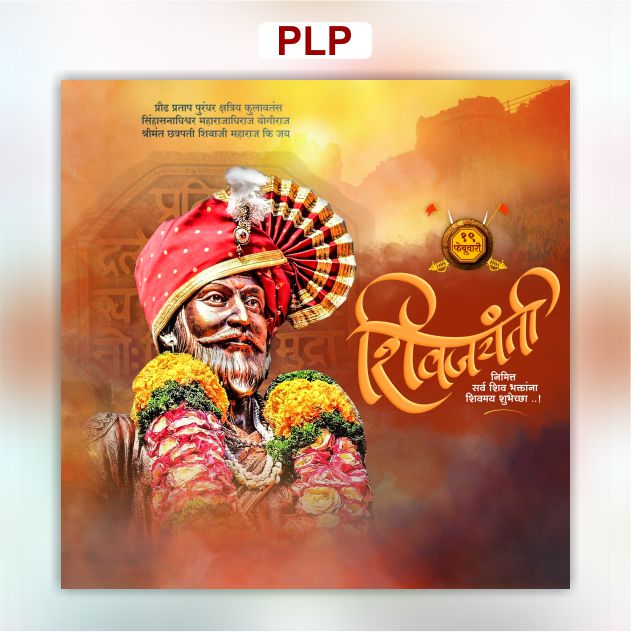 PLP
प्रौढ प्रताप पुरंधर क्षत्रिय कुलावतंस
सिंहासनाधिश्वर महाराजाधिराज योगीराज
श्रीमंत छत्रपती शिवाजी महाराज कि जय
१९
फेब्रुवारी
शिवजयंती
निमित्त
सर्व शिव भक्तांना
शिवमय शुभेच्छा ..!